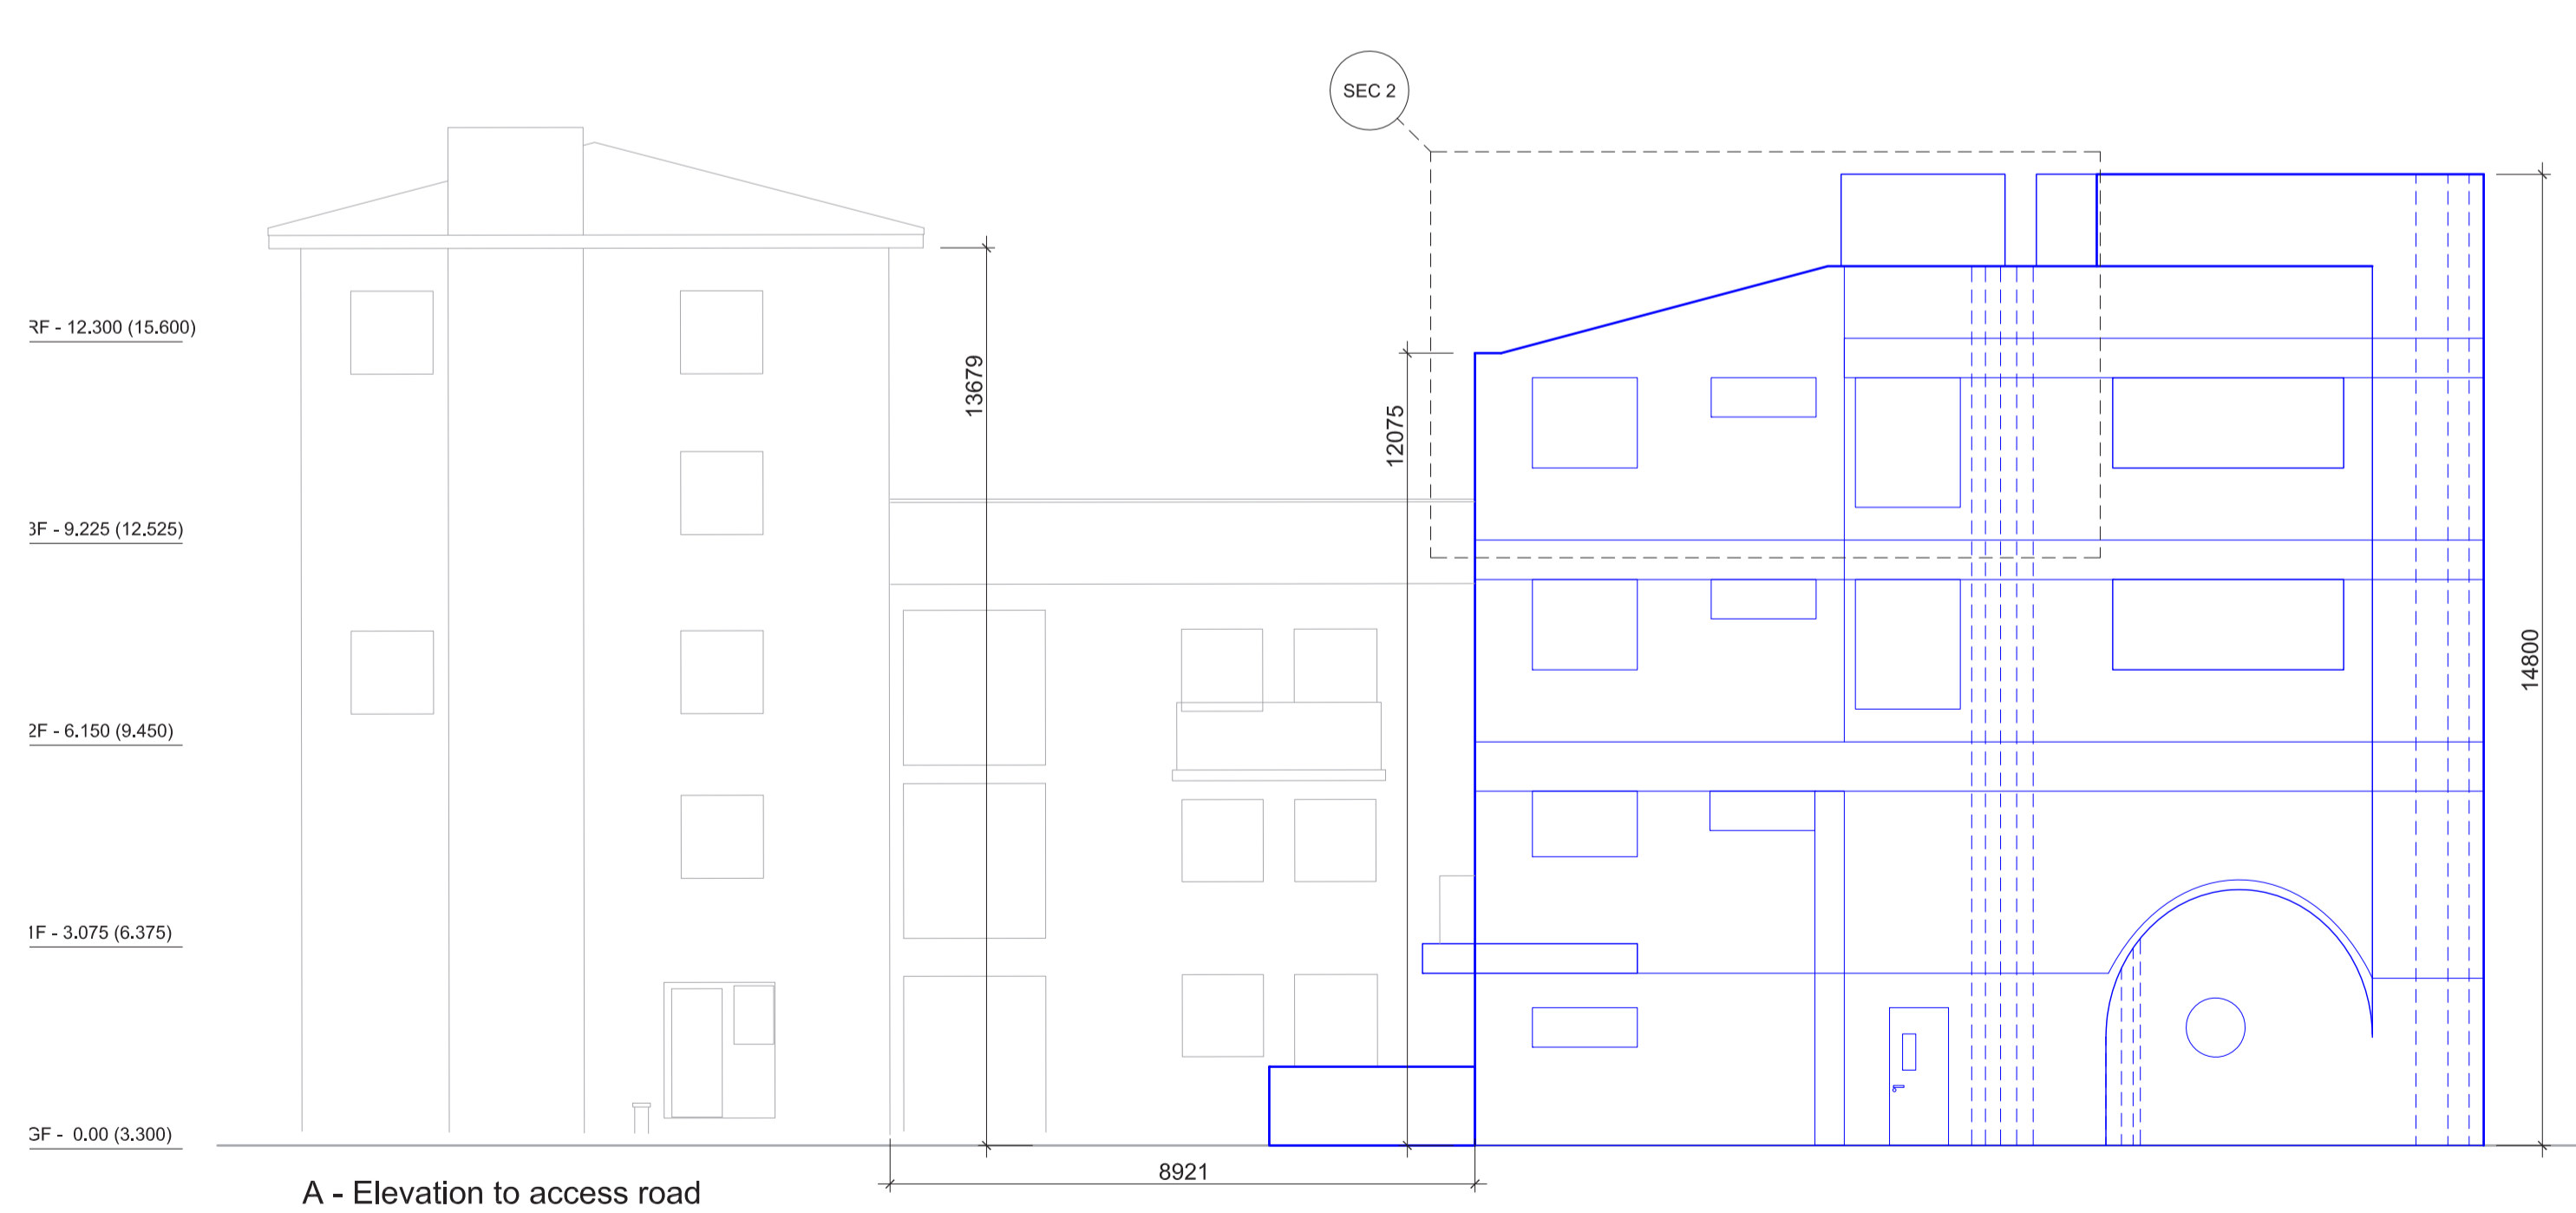 SEC 2
RF - 12.300 (15.600)
13679
12075
3F - 9.225 (12.525)
14800
2F - 6.150 (9.450)
1F - 3.075 (6.375)
GF - 0.00 (3.300)
8921
A - Elevation to access road